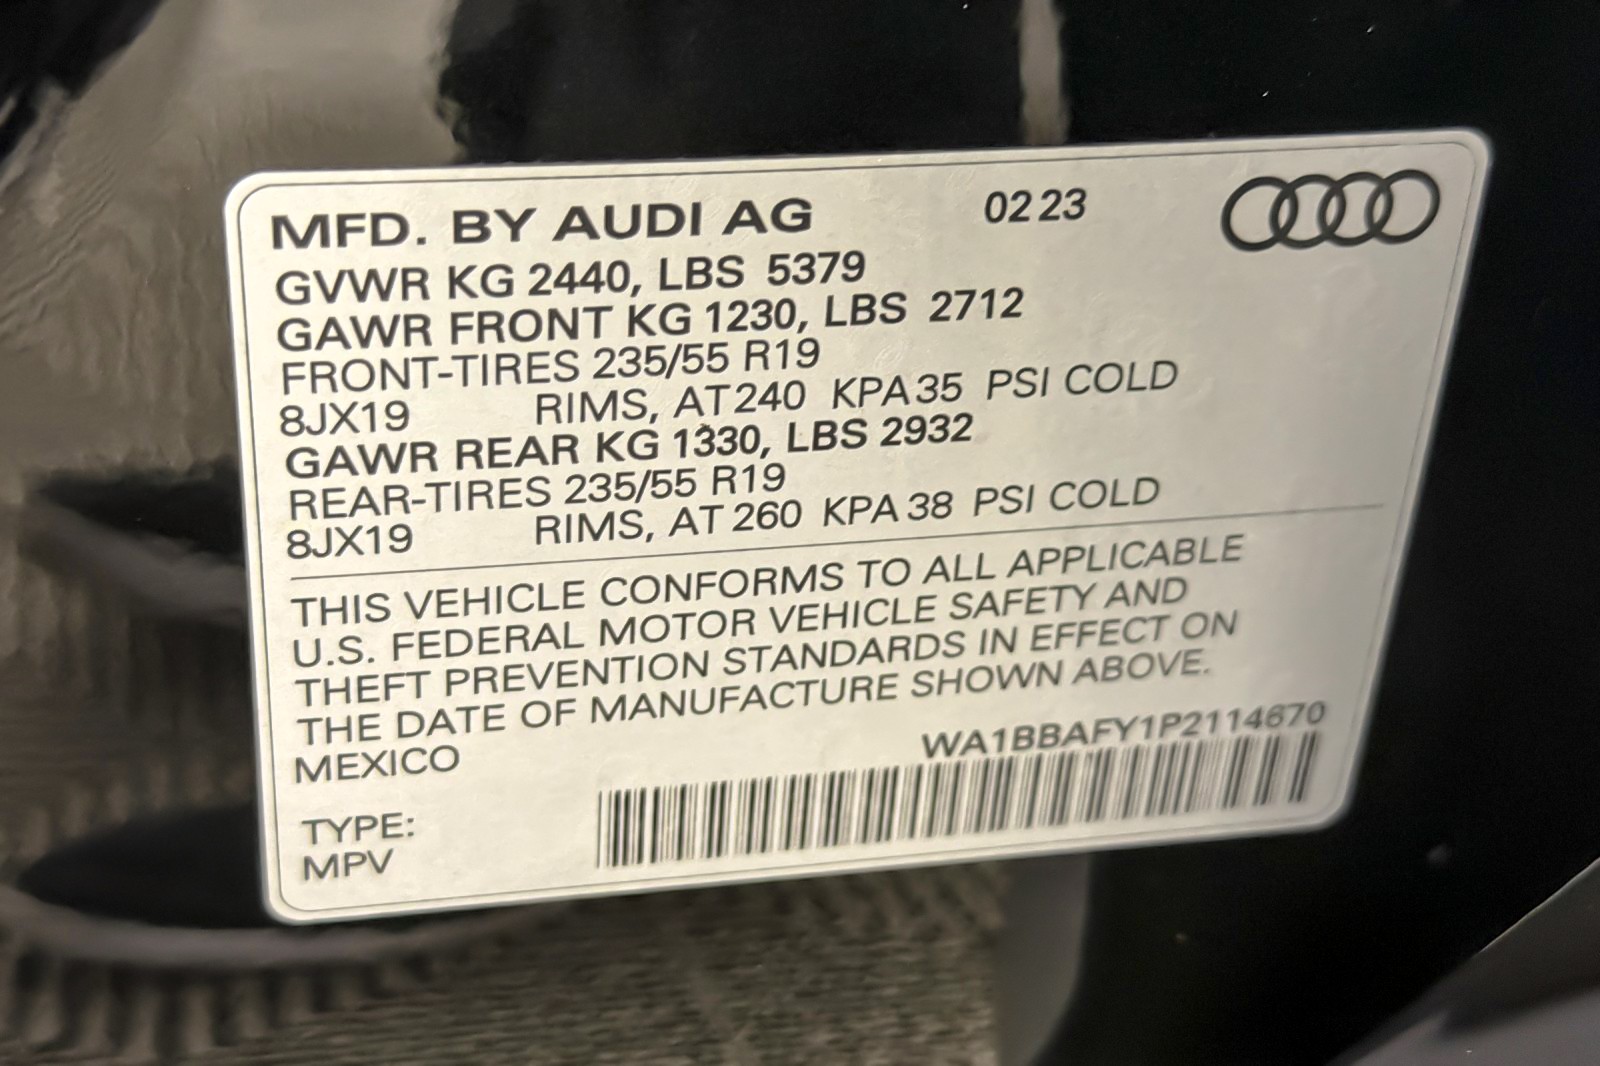 MFD. BY AUDI AG 02 23
GVWR KG 2440, LBS 5379
GAWR FRONT KG 1230, LBS 2712
FRONT-TIRES 235/55 R19
8JX19 RIMS, AT 240 KPA 35 PSI COLD
GAWR REAR KG 1330, LBS 2932
REAR-TIRES 235/55 R19
8JX19 RIMS, AT 260 KPA 38 PSI COLD
THIS VEHICLE CONFORMS TO ALL APPLICABLE
U.S. FEDERAL MOTOR VEHICLE SAFETY AND
THEFT PREVENTION STANDARDS IN EFFECT ON
THE DATE OF MANUFACTURE SHOWN ABOVE.
MEXICO
WA1BBAFY1P2114670
TYPE:
MPV